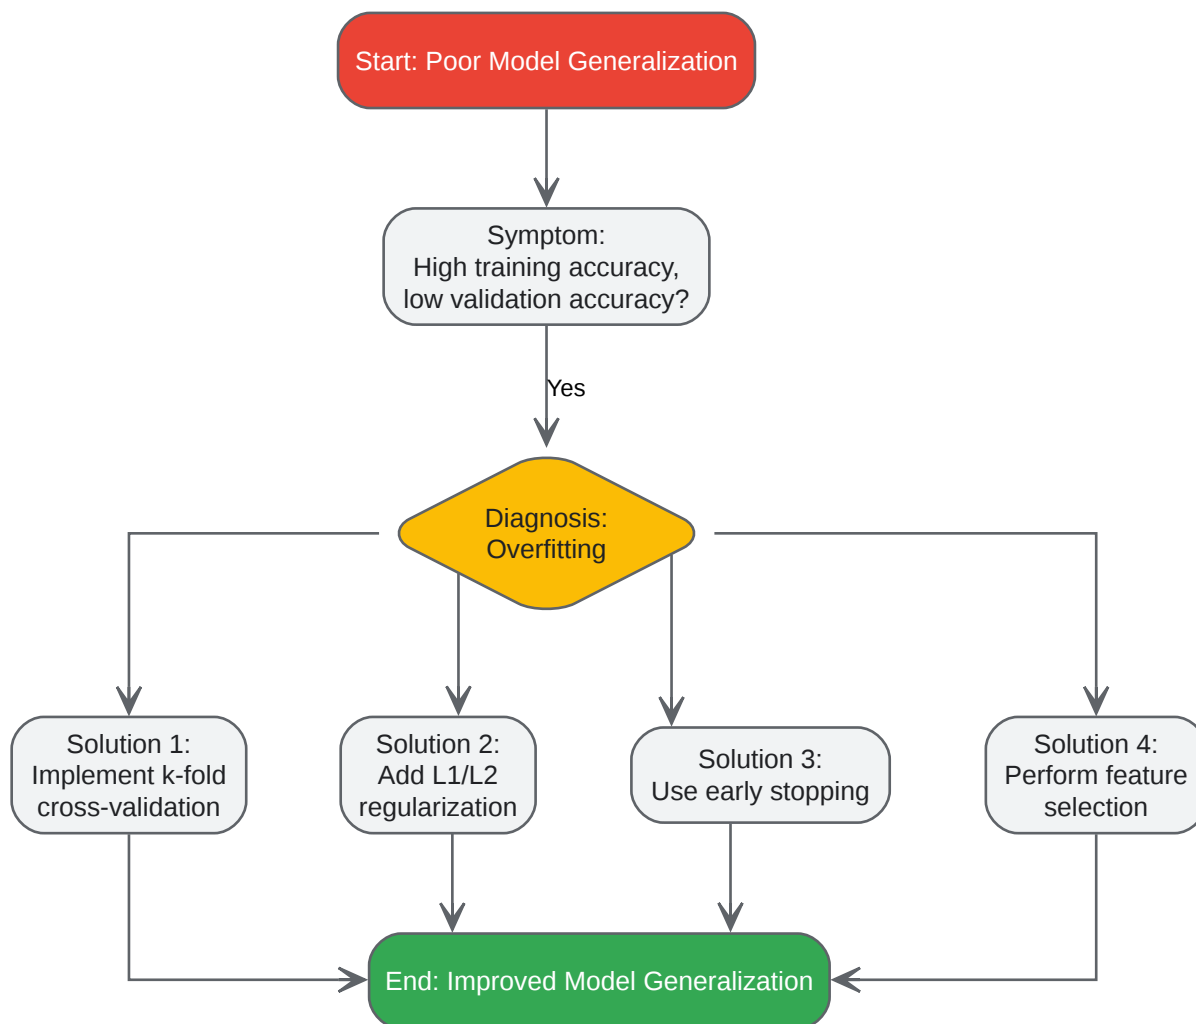 Start: Poor Model Generalization
Symptom:
High training accuracy,
low validation accuracy?
Yes
Diagnosis:
Overfitting
Solution 1:
Implement k-fold
cross-validation
Solution 2:
Add L1/L2
regularization
Solution 3:
Use early stopping
Solution 4:
Perform feature
selection
End: Improved Model Generalization